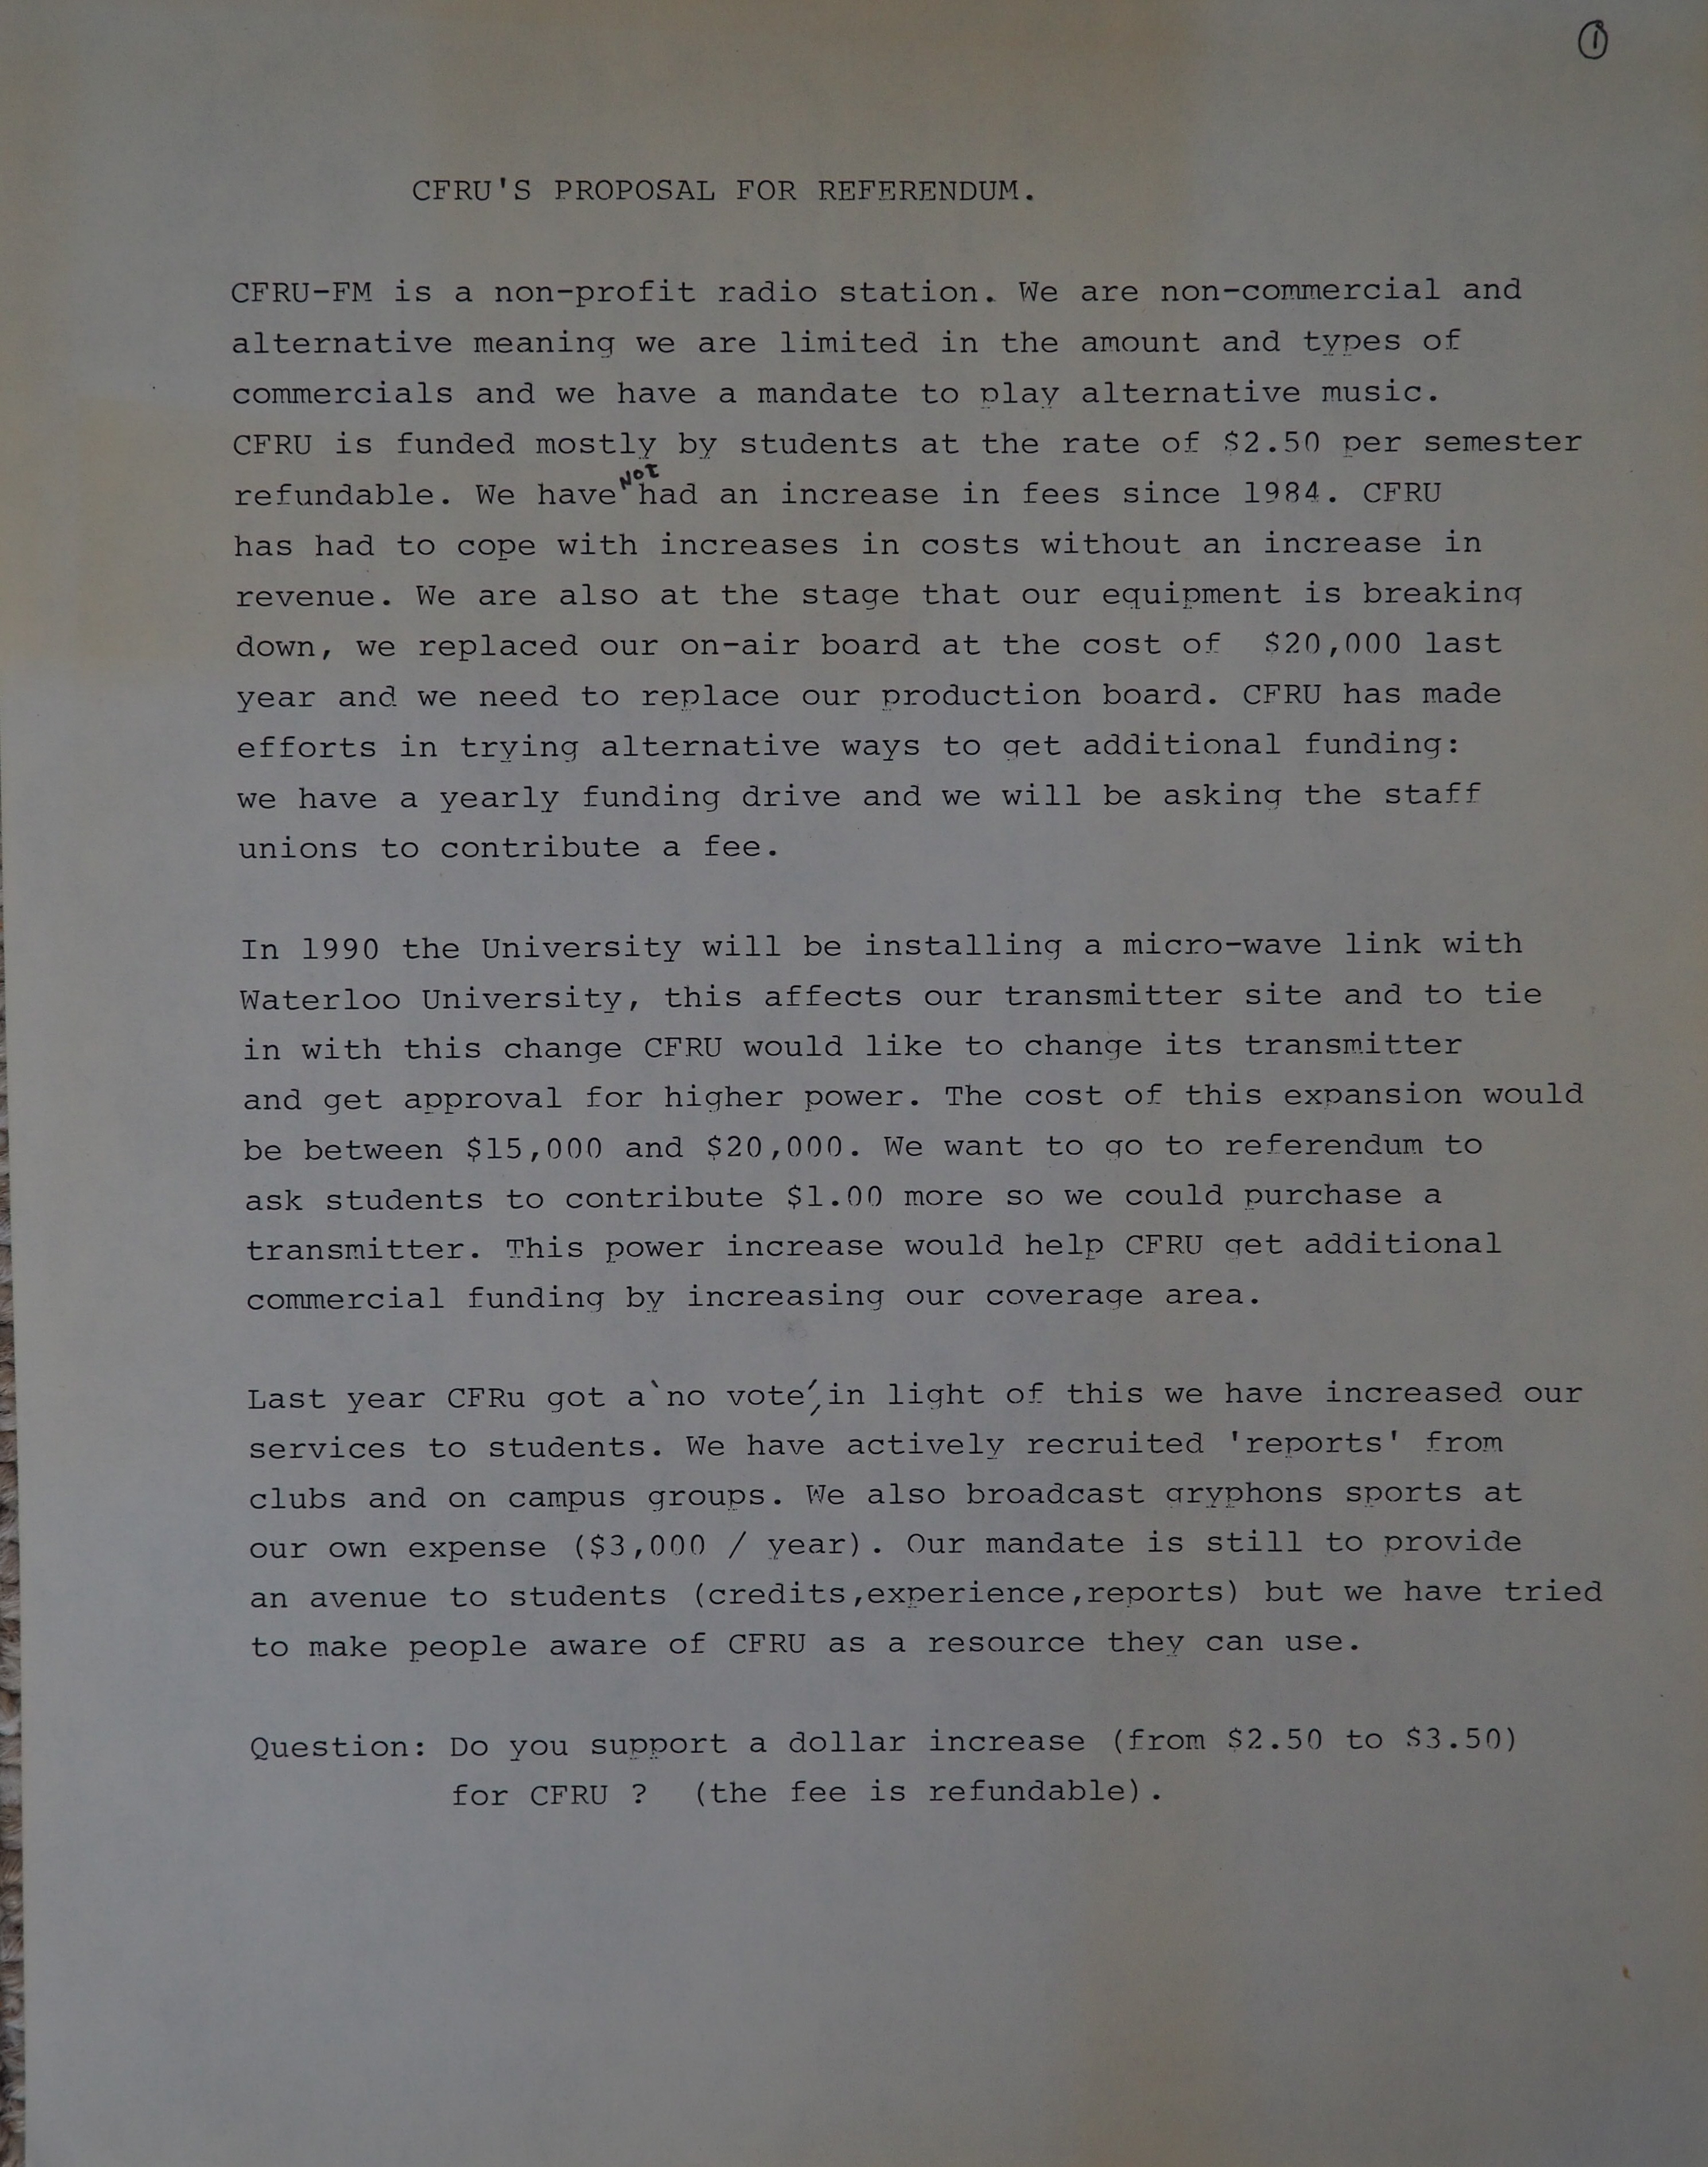 1
CFRU'S PROPOSAL FOR REFERENDUM.
CFRU-FM is a non-profit radio station. We are non-commercial and
alternative meaning we are limited in the amount and types of
commercials and we have a mandate to play alternative music.
CFRU is funded mostly by students at the rate of $2.50 per semester
refundable. We have NOT had an increase in fees since 1984. CFRU
has had to cope with increases in costs without an increase in
revenue. We are also at the stage that our equipment is breaking
down, we replaced our on-air board at the cost of  $20,000 last
year and we need to replace our production board. CFRU has made
efforts in trying alternative ways to get additional funding:
we have a yearly funding drive and we will be asking the staff
unions to contribute a fee.
In 1990 the University will be installing a micro-wave link with
Waterloo University, this affects our transmitter site and to tie
in with this change CFRU would like to change its transmitter
and get approval for higher power. The cost of this expansion would
be between $15,000 and $20,000. We want to go to referendum to
ask students to contribute $1.00 more so we could purchase a
transmitter. This power increase would help CFRU get additional
commercial funding by increasing our coverage area.
Last year CFRu got a `no vote', in light of this we have increased our
services to students. We have actively recruited 'reports' from
clubs and on campus groups. We also broadcast gryphons sports at
our own expense ($3,000 / year). Our mandate is still to provide
an avenue to students (credits,experience,reports) but we have tried
to make people aware of CFRU as a resource they can use.
Question: Do you support a dollar increase (from $2.50 to $3.50)
for CFRU ?  (the fee is refundable).